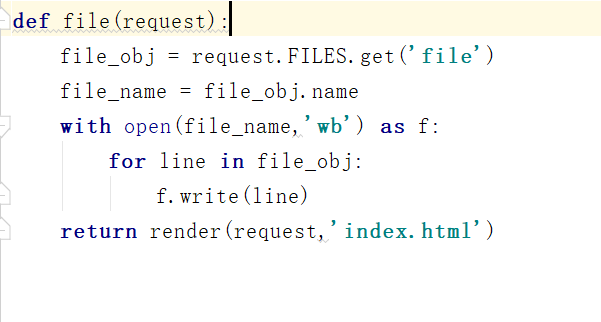 def file(request):
file_obj = request.FILES.get('file')
file_name = file_obj.name
with open(file_name,'wb') as f:
for line in file_obj:
f.write(line)
return render(request,'index.html')